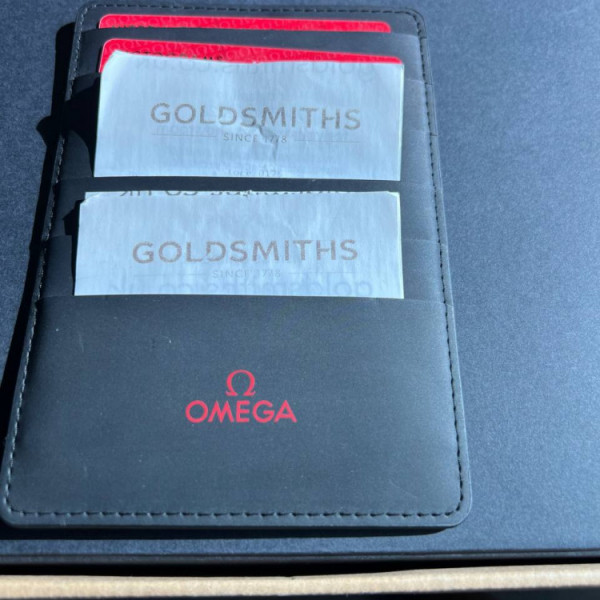 GOLDSMITHS
SINCE 1778
GOLDSMITHS
SINCE 1778
Ω
OMEGA